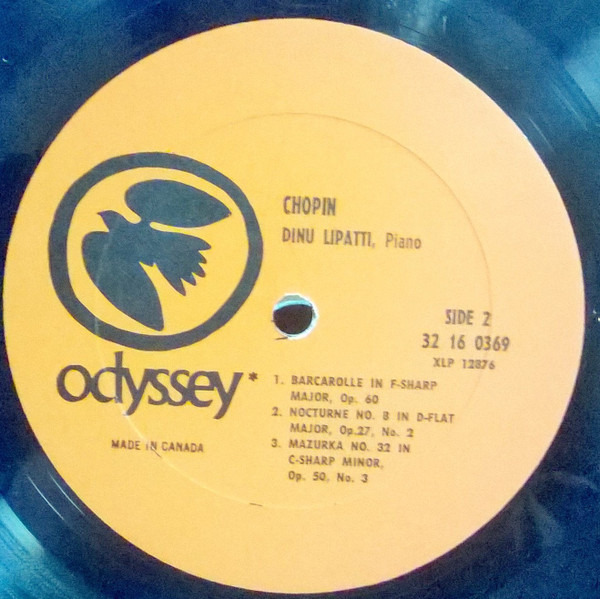 CHOPIN
DINU LIPATTI, Piano
SIDE 2
32 16 0369
XLP 12876
odyssey*
MADE IN CANADA
1. BARCAROLLE IN F-SHARP
MAJOR, Op. 60
2. NOCTURNE NO. 8 IN D-FLAT
MAJOR, Op.27, No. 2
3. MAZURKA NO. 32 IN
C-SHARP MINOR,
Op. 50, No. 3